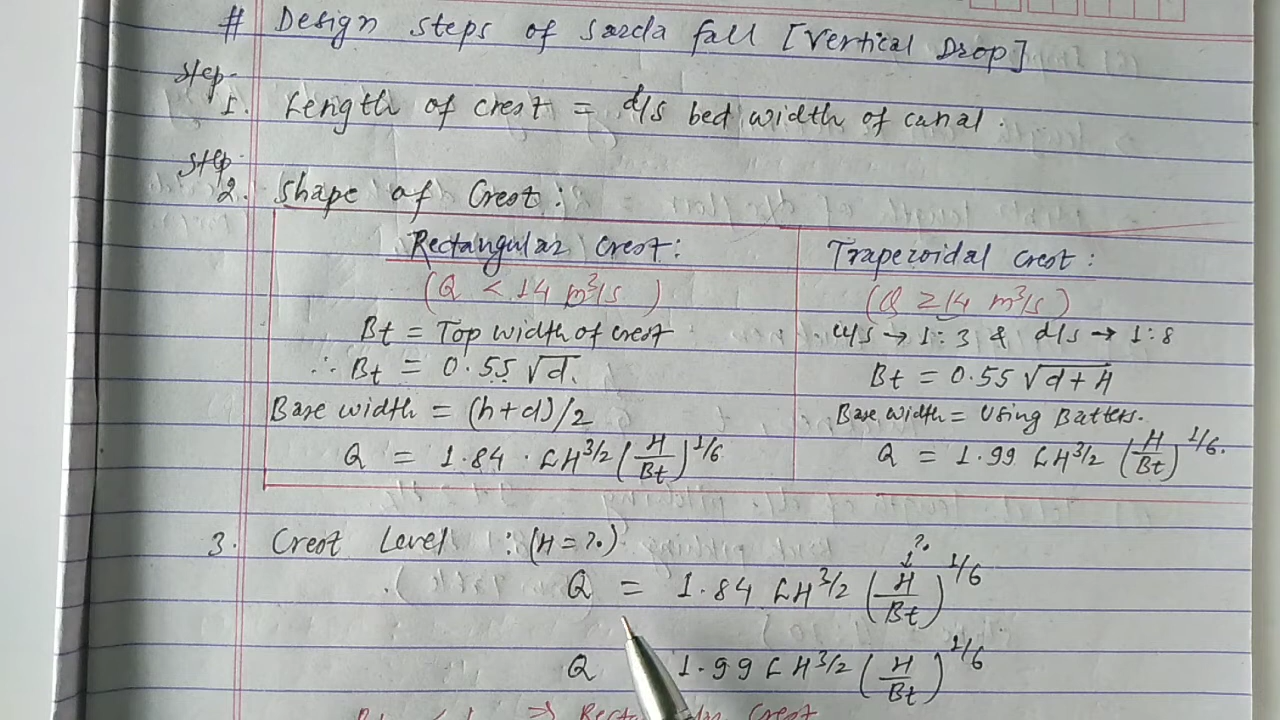 # Design steps of sarda fall [Vertical Drop]
Step-
1. Length of crest = d/s bed width of canal.
Step-
2. Shape of Crest :
Rectangular Crest :
(Q < 14 m³/s)
Bt = Top width of crest
∴ Bt = 0.55 √d.
Base width = (h+d)/2
Q = 1.84 · LH^3/2 (H/Bt)^1/6
Trapezoidal Crest :
(Q ≥ 14 m³/s)
u/s → 1:3 & d/s → 1:8
Bt = 0.55 √d+H
Base width = Using Batters.
Q = 1.99 LH^3/2 (H/Bt)^1/6.
3. Crest Level : (H = ?.)
?.
↓
Q = 1.84 LH^3/2 (H/Bt)^1/6
Q 1.99 LH^3/2 (H/Bt)^1/6
⇒ Crest